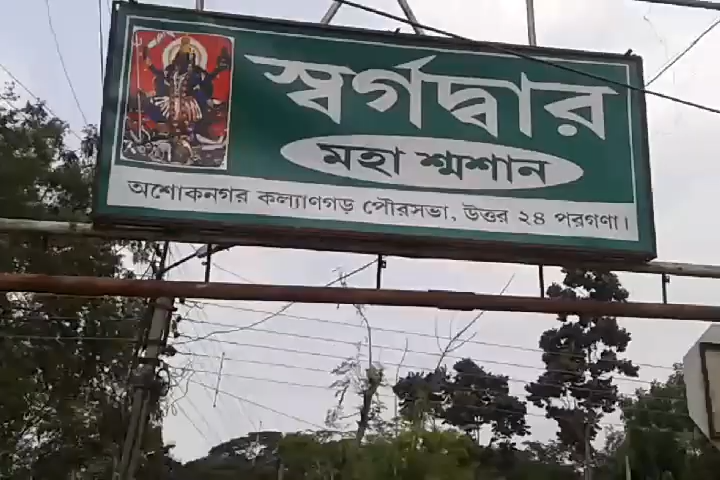 স্বর্গদ্বার
মহা শ্মশান
অশোকনগর কল্যাণগড় পৌরসভা, উত্তর ২৪ পরগণা।